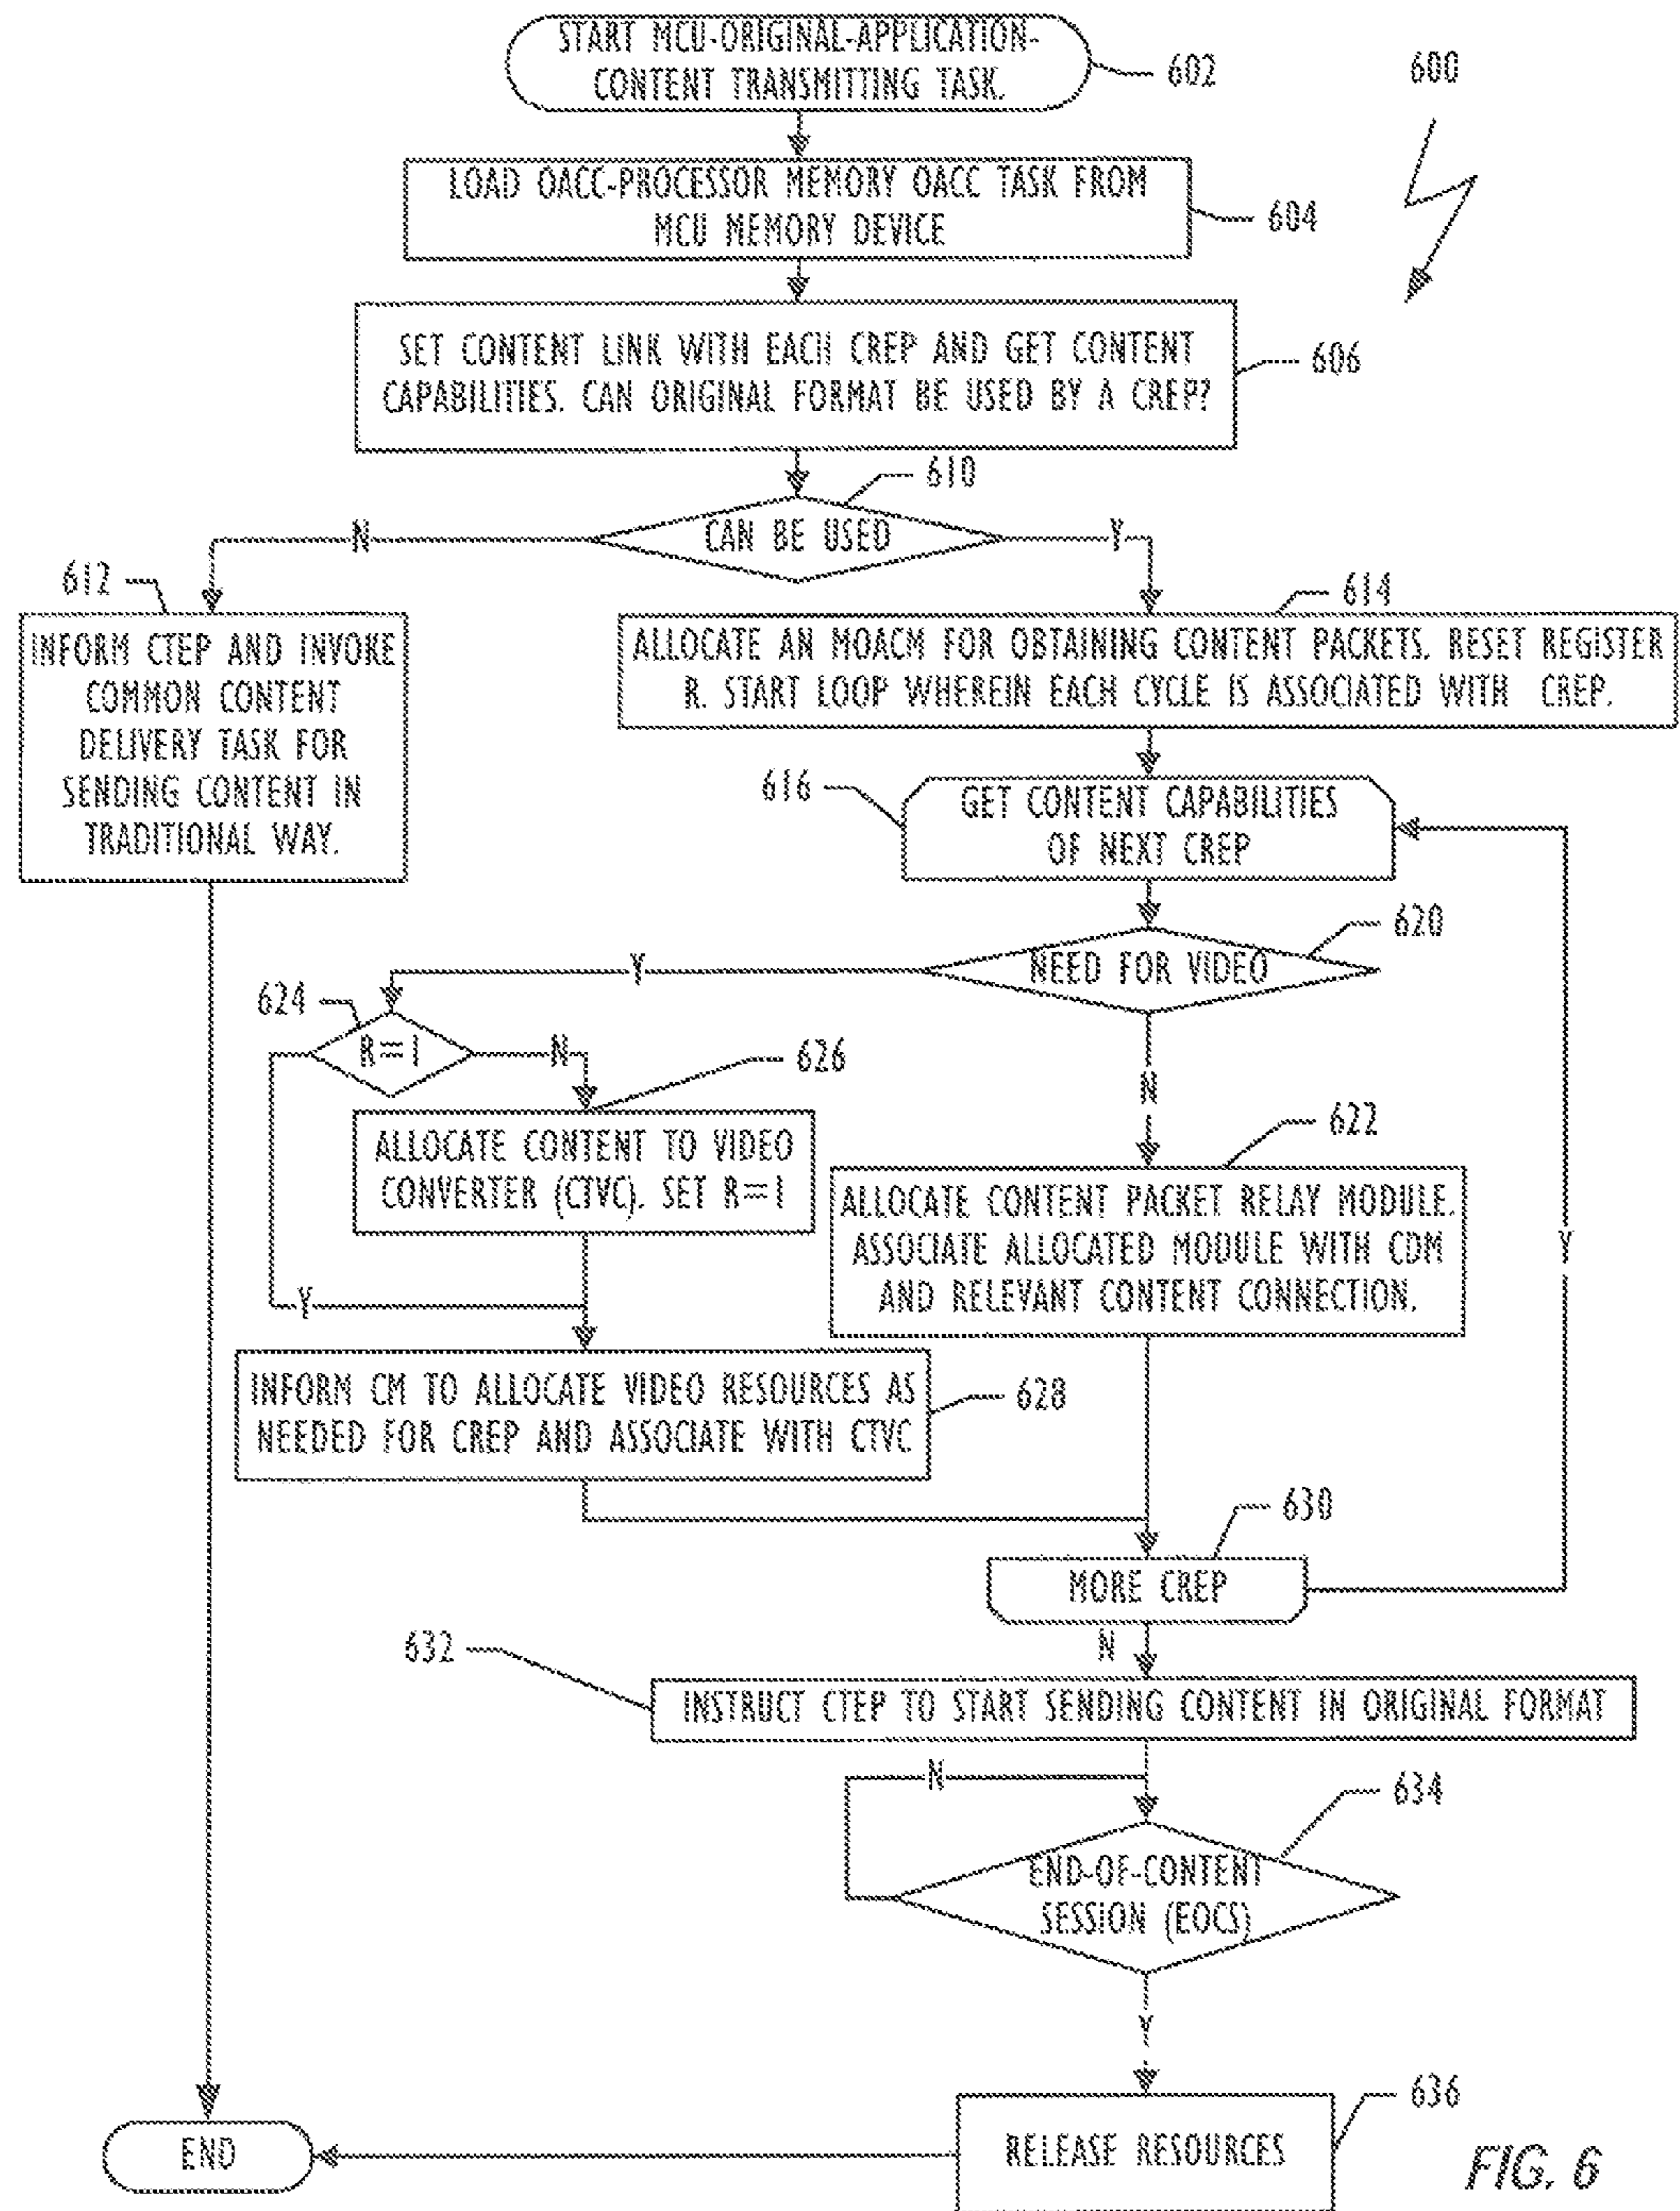 START MCU-ORIGINAL-APPLICATION-
CONTENT TRANSMITTING TASK.
602
600
LOAD OACC-PROCESSOR MEMORY OACC TASK FROM
MCU MEMORY DEVICE
604
SET CONTENT LINK WITH EACH CREP AND GET CONTENT
CAPABILITIES. CAN ORIGINAL FORMAT BE USED BY A CREP?
606
610
CAN BE USED
N
Y
612
INFORM CTEP AND INVOKE
COMMON CONTENT
DELIVERY TASK FOR
SENDING CONTENT IN
TRADITIONAL WAY.
614
ALLOCATE AN MOACM FOR OBTAINING CONTENT PACKETS. RESET REGISTER
R. START LOOP WHEREIN EACH CYCLE IS ASSOCIATED WITH CREP.
616
GET CONTENT CAPABILITIES
OF NEXT CREP
620
NEED FOR VIDEO
Y
N
624
R=1
N
Y
626
ALLOCATE CONTENT TO VIDEO
CONVERTER (CTVC). SET R=1
622
ALLOCATE CONTENT PACKET RELAY MODULE.
ASSOCIATE ALLOCATED MODULE WITH CDM
AND RELEVANT CONTENT CONNECTION.
Y
INFORM CM TO ALLOCATE VIDEO RESOURCES AS
NEEDED FOR CREP AND ASSOCIATE WITH CTVC
628
630
MORE CREP
N
632
INSTRUCT CTEP TO START SENDING CONTENT IN ORIGINAL FORMAT
N
634
END-OF-CONTENT
SESSION (EOCS)
Y
636
RELEASE RESOURCES
END
FIG. 6